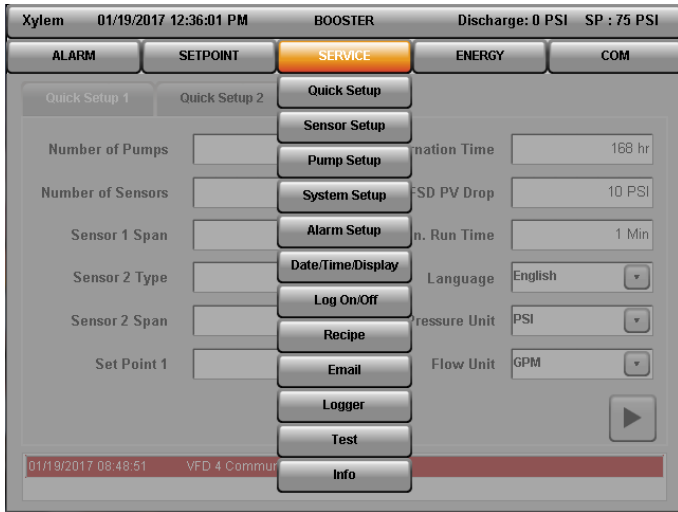 Xylem 01/19/2017 12:36:01 PM BOOSTER Discharge: 0 PSI SP : 75 PSI
ALARM SETPOINT SERVICE ENERGY COM
Quick Setup 1 Quick Setup 2
Quick Setup
Sensor Setup
Pump Setup
System Setup
Alarm Setup
Date/Time/Display
Log On/Off
Recipe
Email
Logger
Test
Info
Number of Pumps
Number of Sensors
Sensor 1 Span
Sensor 2 Type
Sensor 2 Span
Set Point 1
Time 168 hr
PV Drop 10 PSI
Run Time 1 Min
Language English
Pressure Unit PSI
Flow Unit GPM
01/19/2017 08:48:51 VFD 4